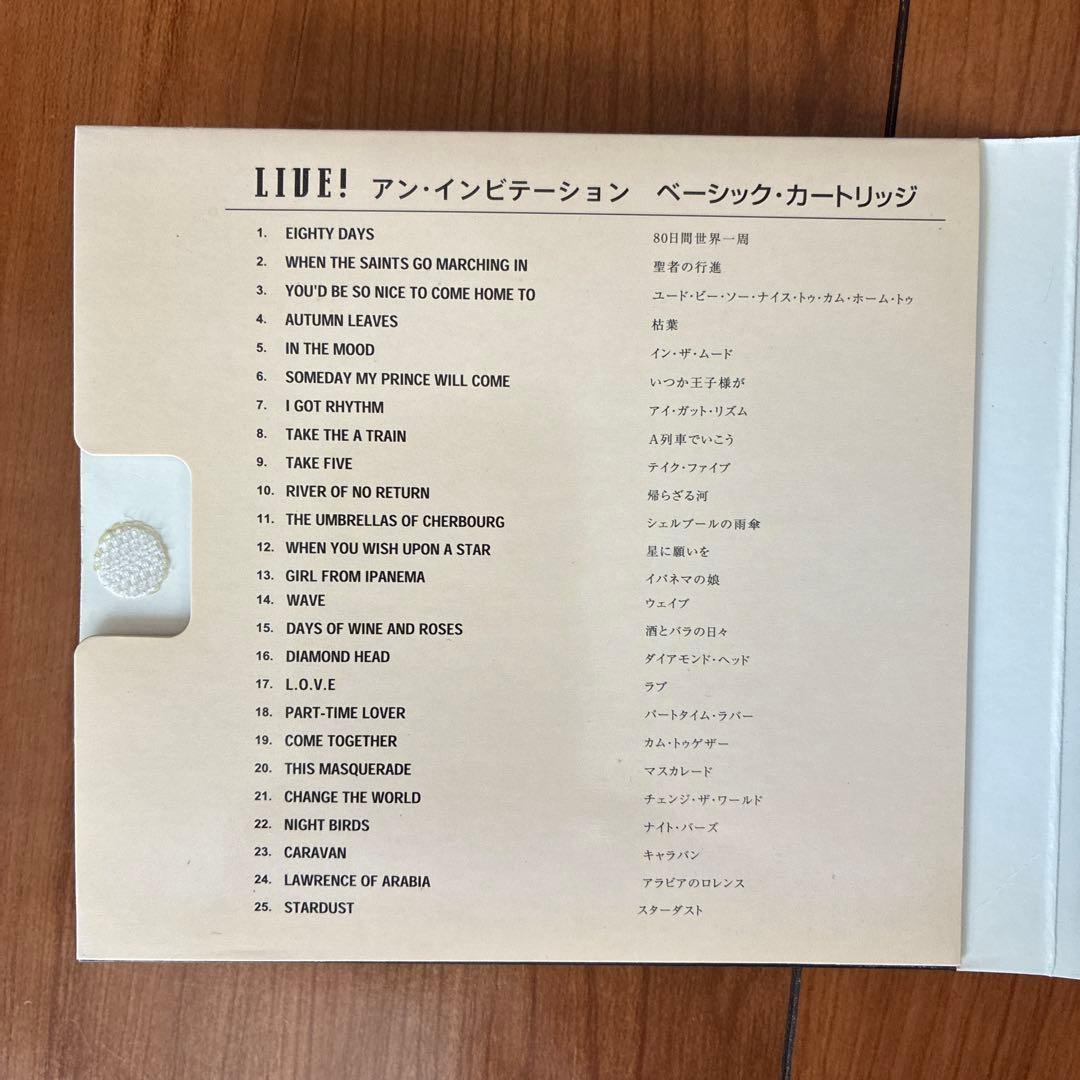 LIVE! アン・インビテーション ベーシック・カートリッジ
1. EIGHTY DAYS 80日間世界一周
2. WHEN THE SAINTS GO MARCHING IN 聖者の行進
3. YOU'D BE SO NICE TO COME HOME TO ユード・ビー・ソー・ナイス・トゥ・カム・ホーム・トゥ
4. AUTUMN LEAVES 枯葉
5. IN THE MOOD イン・ザ・ムード
6. SOMEDAY MY PRINCE WILL COME いつか王子様が
7. I GOT RHYTHM アイ・ガット・リズム
8. TAKE THE A TRAIN A列車でいこう
9. TAKE FIVE テイク・ファイブ
10. RIVER OF NO RETURN 帰らざる河
11. THE UMBRELLAS OF CHERBOURG シェルブールの雨傘
12. WHEN YOU WISH UPON A STAR 星に願いを
13. GIRL FROM IPANEMA イパネマの娘
14. WAVE ウェイブ
15. DAYS OF WINE AND ROSES 酒とバラの日々
16. DIAMOND HEAD ダイアモンド・ヘッド
17. L.O.V.E ラブ
18. PART-TIME LOVER パートタイム・ラバー
19. COME TOGETHER カム・トゥゲザー
20. THIS MASQUERADE マスカレード
21. CHANGE THE WORLD チェンジ・ザ・ワールド
22. NIGHT BIRDS ナイト・バーズ
23. CARAVAN キャラバン
24. LAWRENCE OF ARABIA アラビアのロレンス
25. STARDUST スターダスト